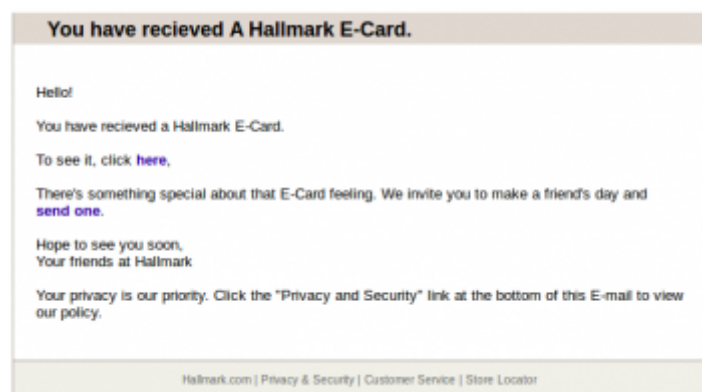 You have recieved A Hallmark E-Card.
Hello!
You have recieved a Hallmark E-Card.
To see it, click here,
There's something special about that E-Card feeling. We invite you to make a friend's day and
send one.
Hope to see you soon,
Your friends at Hallmark
Your privacy is our priority. Click the "Privacy and Security" link at the bottom of this E-mail to view
our policy.
Hallmark.com | Privacy & Security | Customer Service | Store Locator